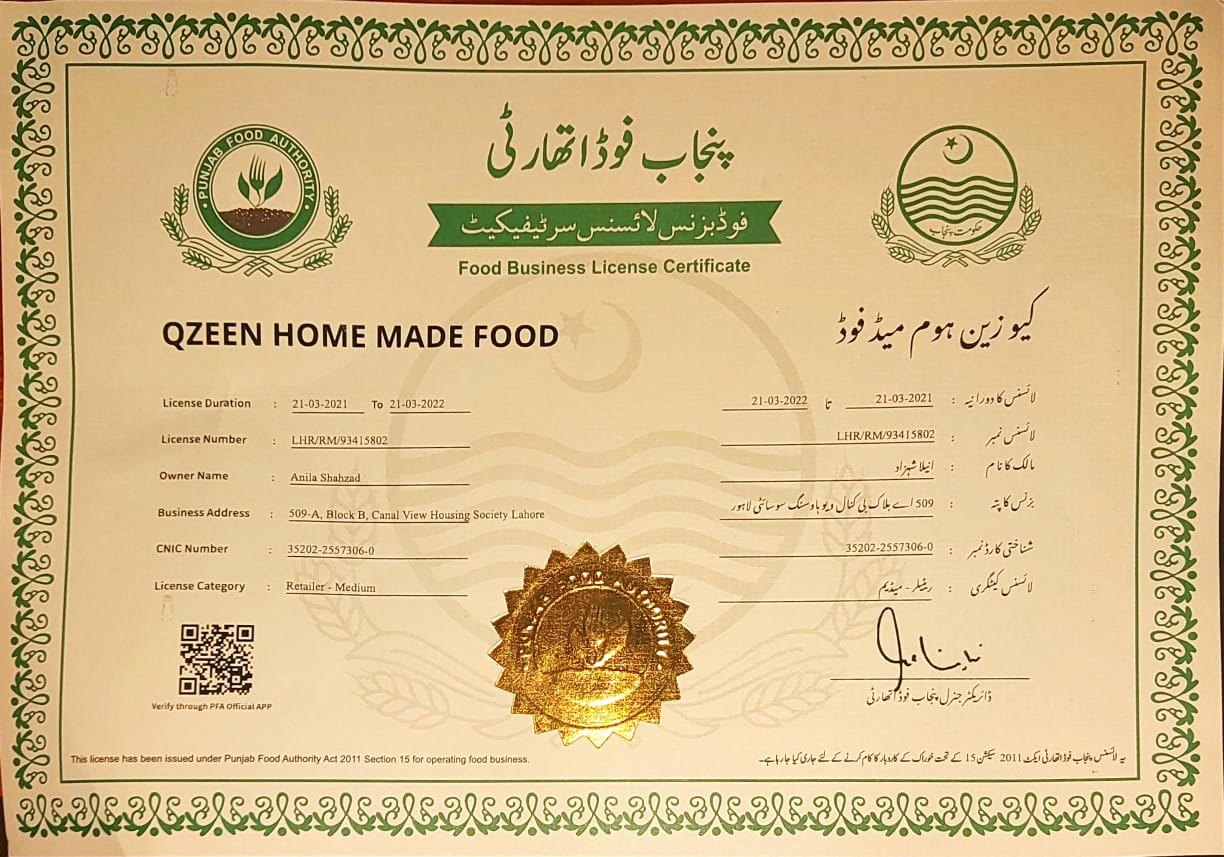 PUNJAB FOOD AUTHORITY
پنجاب فوڈ اتھارٹی
حکومت پنجاب
فوڈ بزنس لائسنس سرٹیفیکیٹ
Food Business License Certificate
QZEEN HOME MADE FOOD
کیو زین ہوم میڈ فوڈ
License Duration : 21-03-2021 To 21-03-2022
لائسنس کا دورانیہ : 21-03-2021 تا 21-03-2022
License Number : LHR/RM/93415802
لائسنس نمبر : LHR/RM/93415802
Owner Name : Anila Shahzad
مالک کا نام : انیلا شہزاد
Business Address : 509-A, Block B, Canal View Housing Society Lahore
بزنس کا پتہ : 509 اے بلاک بی کنال ویو ہاوسنگ سوسائٹی لاہور
CNIC Number : 35202-2557306-0
شناختی کارڈ نمبر : 35202-2557306-0
License Category : Retailer - Medium
لائسنس کیٹگری : ریٹیلر - میڈیم
PUNJAB FOOD AUTHORITY
Verify through PFA Official APP
ڈائریکٹر جنرل پنجاب فوڈ اتھارٹی
This license has been issued under Punjab Food Authority Act 2011 Section 15 for operating food business.
یہ لائسنس پنجاب فوڈ اتھارٹی ایکٹ 2011 سیکشن 15 کے تحت خوراک کے کاروبار کا کام کرنے کے لئے جاری کیا جا رہا ہے۔